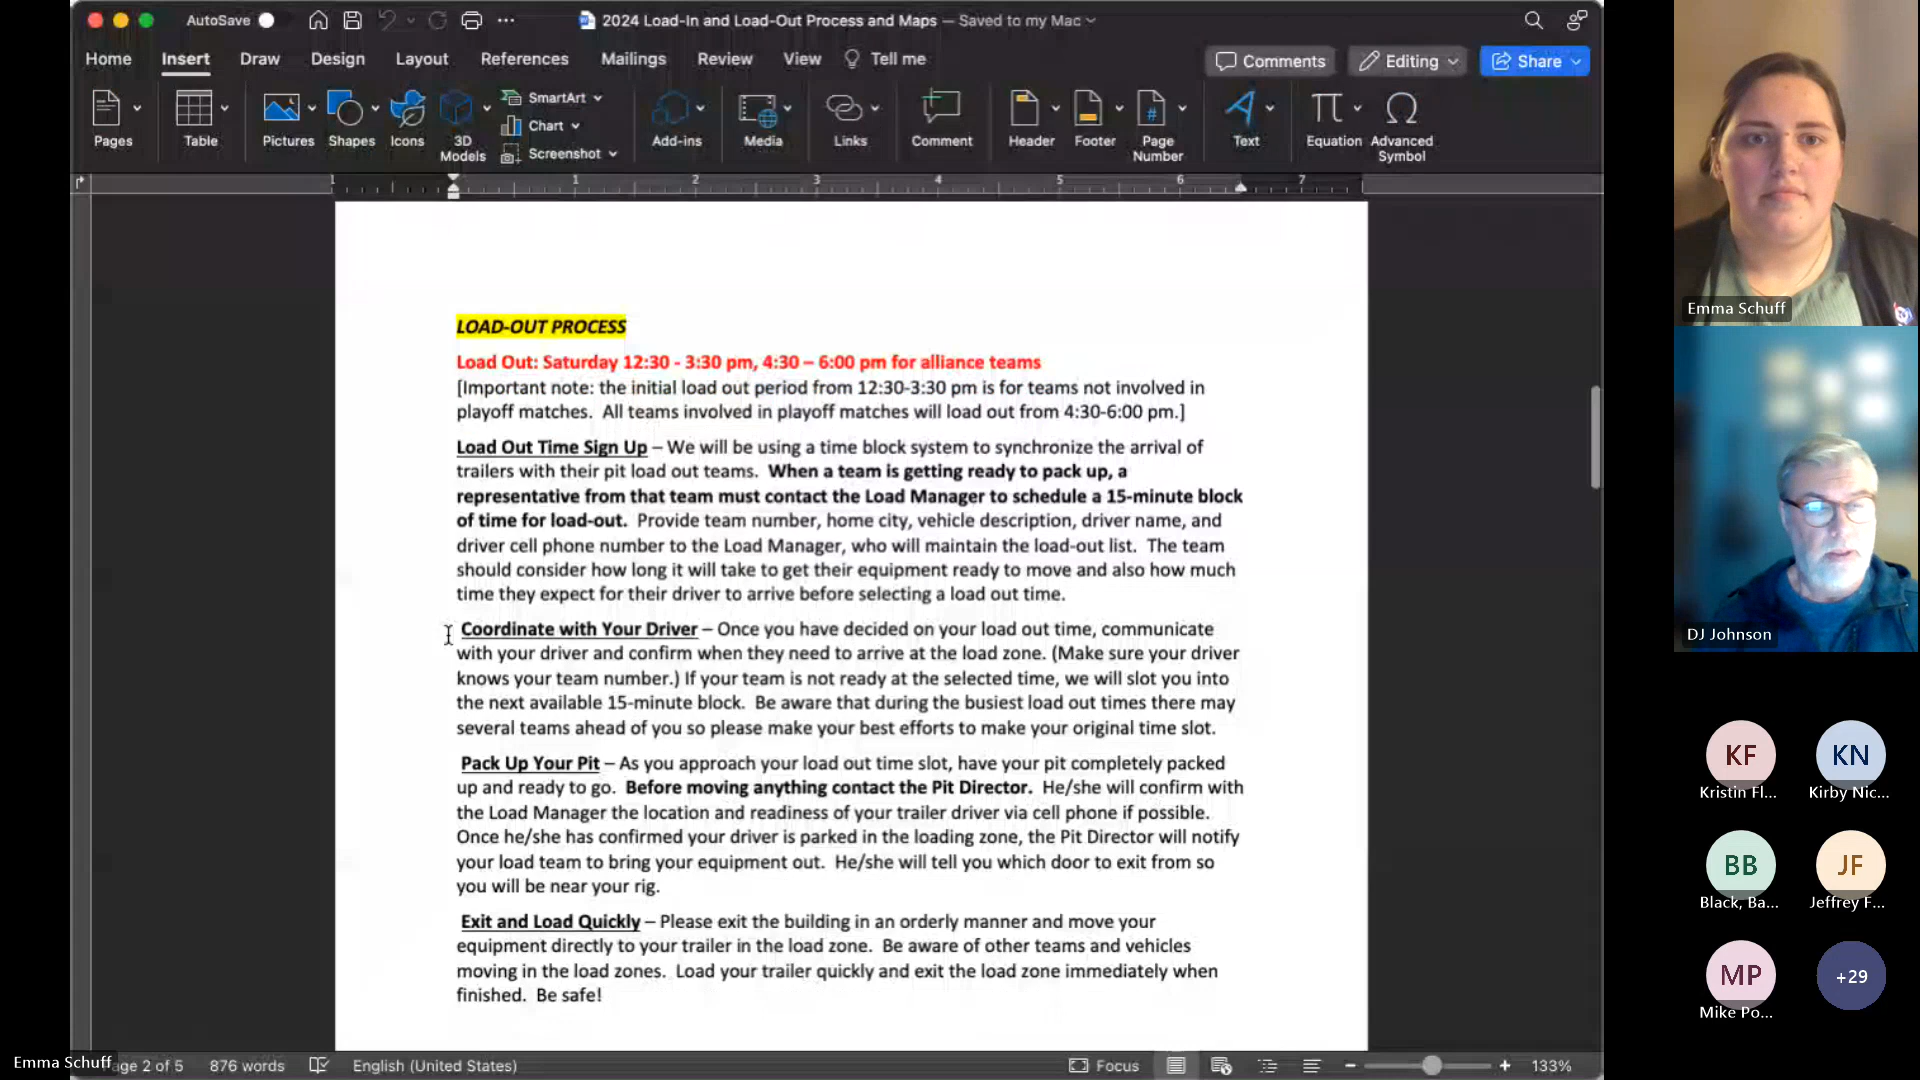 AutoSave
2024 Load-In and Load-Out Process and Maps — Saved to my Mac
Home Insert Draw Design Layout References Mailings Review View Tell me
Comments Editing Share
Pages
Table
Pictures
Shapes
Icons
3D
Models
SmartArt
Chart
Screenshot
Add-ins
Media
Links
Comment
Header
Footer
Page
Number
Text
Equation
Advanced
Symbol
1 1 2 3 4 5 6 7
LOAD-OUT PROCESS
Load Out: Saturday 12:30 - 3:30 pm, 4:30 – 6:00 pm for alliance teams
[Important note: the initial load out period from 12:30-3:30 pm is for teams not involved in
playoff matches. All teams involved in playoff matches will load out from 4:30-6:00 pm.]
Load Out Time Sign Up – We will be using a time block system to synchronize the arrival of
trailers with their pit load out teams. When a team is getting ready to pack up, a
representative from that team must contact the Load Manager to schedule a 15-minute block
of time for load-out. Provide team number, home city, vehicle description, driver name, and
driver cell phone number to the Load Manager, who will maintain the load-out list. The team
should consider how long it will take to get their equipment ready to move and also how much
time they expect for their driver to arrive before selecting a load out time.
Coordinate with Your Driver – Once you have decided on your load out time, communicate
with your driver and confirm when they need to arrive at the load zone. (Make sure your driver
knows your team number.) If your team is not ready at the selected time, we will slot you into
the next available 15-minute block. Be aware that during the busiest load out times there may
several teams ahead of you so please make your best efforts to make your original time slot.
Pack Up Your Pit – As you approach your load out time slot, have your pit completely packed
up and ready to go. Before moving anything contact the Pit Director. He/she will confirm with
the Load Manager the location and readiness of your trailer driver via cell phone if possible.
Once he/she has confirmed your driver is parked in the loading zone, the Pit Director will notify
your load team to bring your equipment out. He/she will tell you which door to exit from so
you will be near your rig.
Exit and Load Quickly – Please exit the building in an orderly manner and move your
equipment directly to your trailer in the load zone. Be aware of other teams and vehicles
moving in the load zones. Load your trailer quickly and exit the load zone immediately when
finished. Be safe!
Emma Schuff
age 2 of 5 876 words English (United States) Focus 133%
Emma Schuff
DJ Johnson
KF
Kristin Fl...
KN
Kirby Nic...
BB
Black, Ba...
JF
Jeffrey F...
MP
Mike Po...
+29